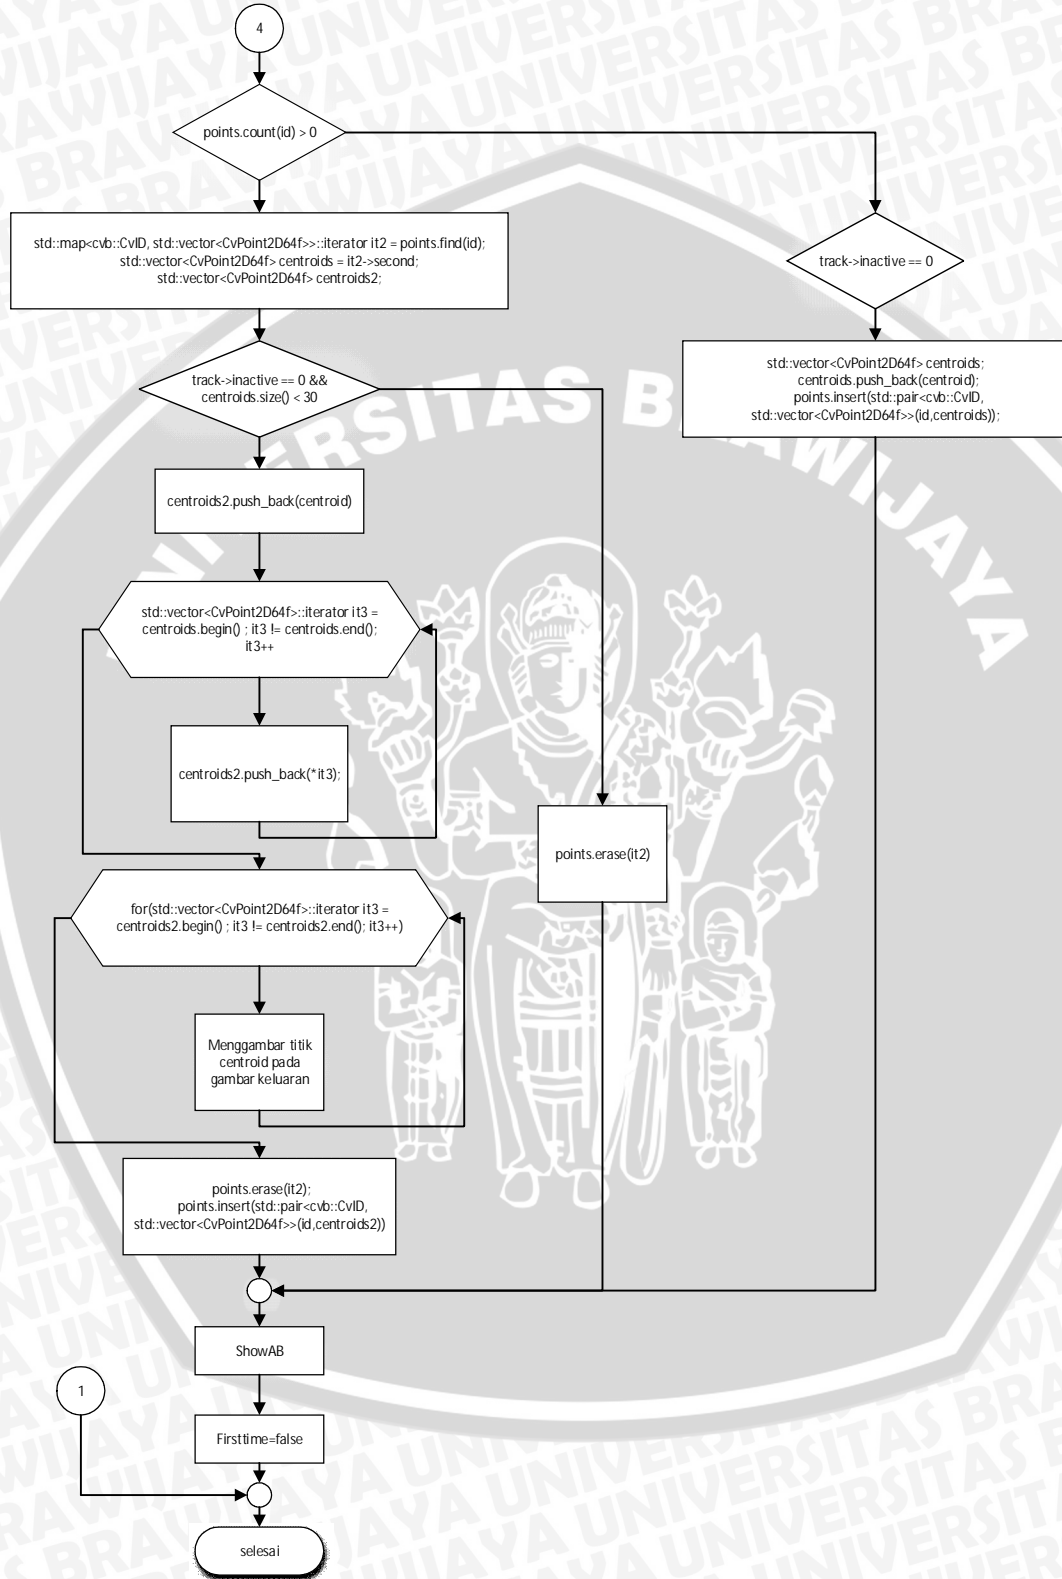 4
points.count(id) > 0
std::map<cvb::CvID, std::vector<CvPoint2D64f>>::iterator it2 = points.find(id);
std::vector<CvPoint2D64f> centroids = it2->second;
std::vector<CvPoint2D64f> centroids2;
track->inactive == 0
track->inactive == 0 &&
centroids.size() < 30
std::vector<CvPoint2D64f> centroids;
centroids.push_back(centroid);
points.insert(std::pair<cvb::CvID,
std::vector<CvPoint2D64f>>(id,centroids));
centroids2.push_back(centroid)
std::vector<CvPoint2D64f>::iterator it3 =
centroids.begin() ; it3 != centroids.end();
it3++
centroids2.push_back(*it3);
points.erase(it2)
for(std::vector<CvPoint2D64f>::iterator it3 =
centroids2.begin() ; it3 != centroids2.end(); it3++)
Menggambar titik
centroid pada
gambar keluaran
points.erase(it2);
points.insert(std::pair<cvb::CvID,
std::vector<CvPoint2D64f>>(id,centroids2))
ShowAB
1
Firsttime=false
selesai